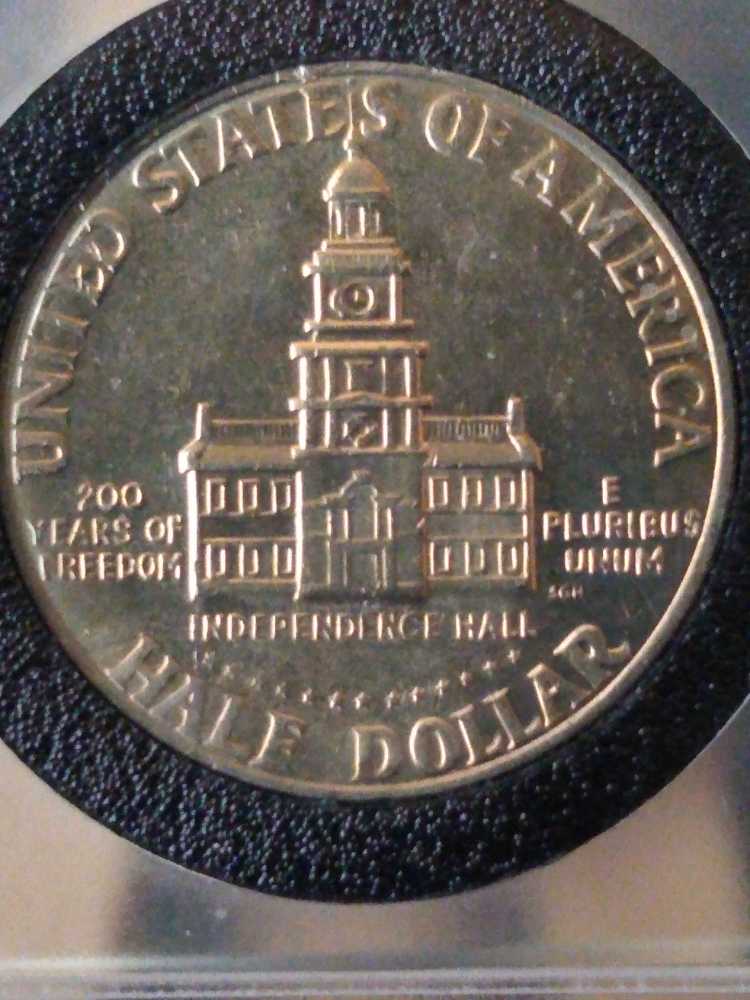 UNITED STATES OF AMERICA
200
YEARS OF
FREEDOM
E
PLURIBUS
UNUM
SGH
INDEPENDENCE HALL
HALF DOLLAR